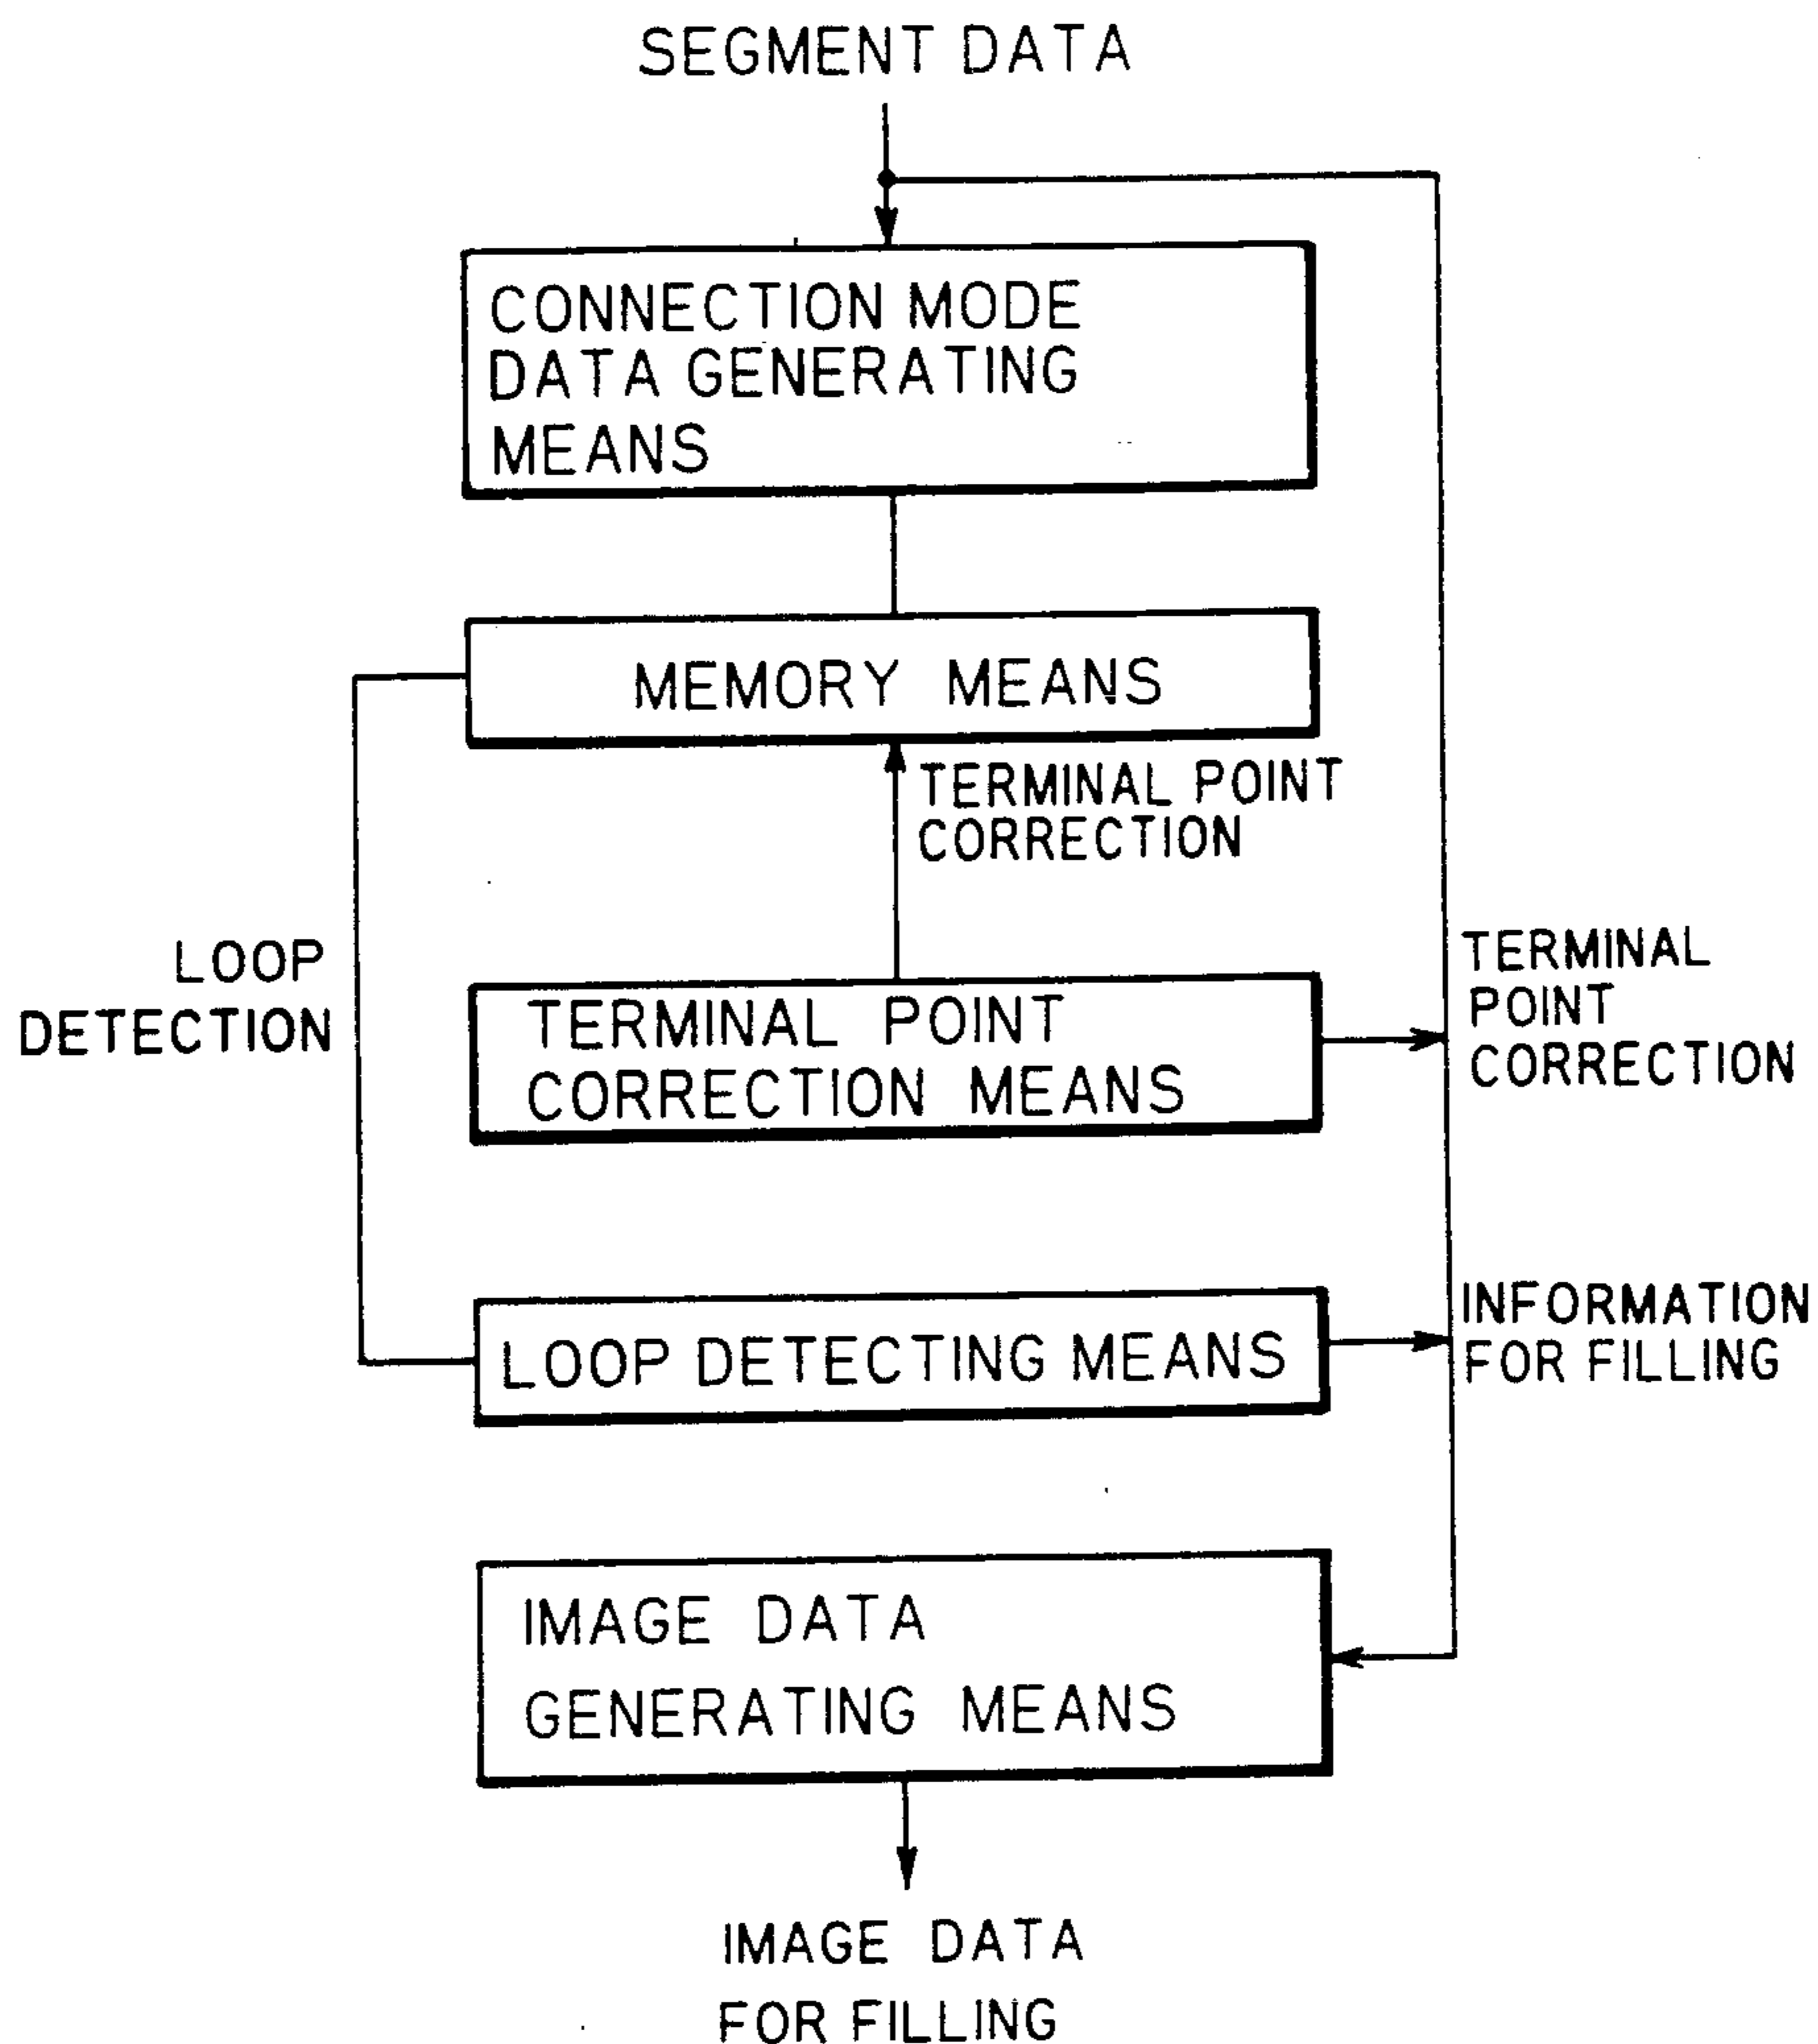 SEGMENT DATA
CONNECTION MODE
DATA GENERATING
MEANS
MEMORY MEANS
TERMINAL POINT
CORRECTION
LOOP
DETECTION
TERMINAL POINT
CORRECTION MEANS
TERMINAL
POINT
CORRECTION
LOOP DETECTING MEANS
INFORMATION
FOR FILLING
IMAGE DATA
GENERATING MEANS
IMAGE DATA
FOR FILLING